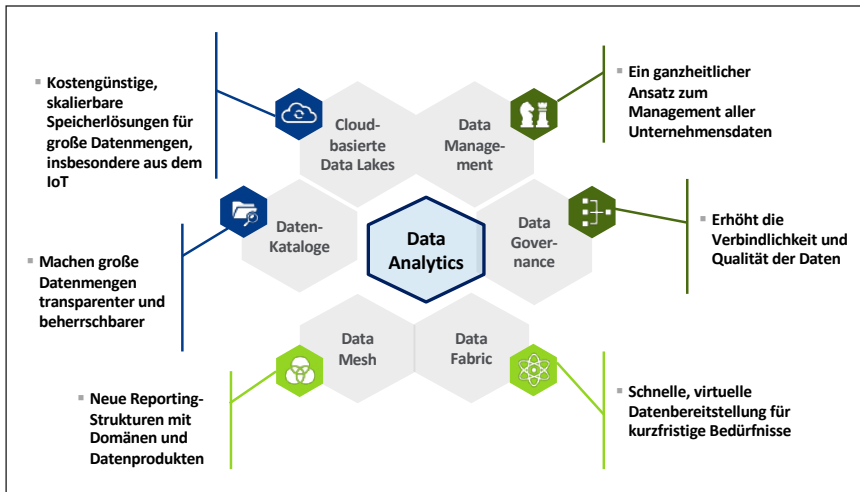 ▪ Kostengünstige,
skalierbare
Speicherlösungen für
große Datenmengen,
insbesondere aus dem
IoT
Cloud-
basierte
Data Lakes
Data
Manage-
ment
▪ Ein ganzheitlicher
Ansatz zum
Management aller
Unternehmensdaten
▪ Machen große
Datenmengen
transparenter und
beherrschbarer
Daten-
Kataloge
Data
Analytics
Data
Gover-
nance
▪ Erhöht die
Verbindlichkeit und
Qualität der Daten
▪ Neue Reporting-
Strukturen mit
Domänen und
Datenprodukten
Data
Mesh
Data
Fabric
▪ Schnelle, virtuelle
Datenbereitstellung für
kurzfristige Bedürfnisse